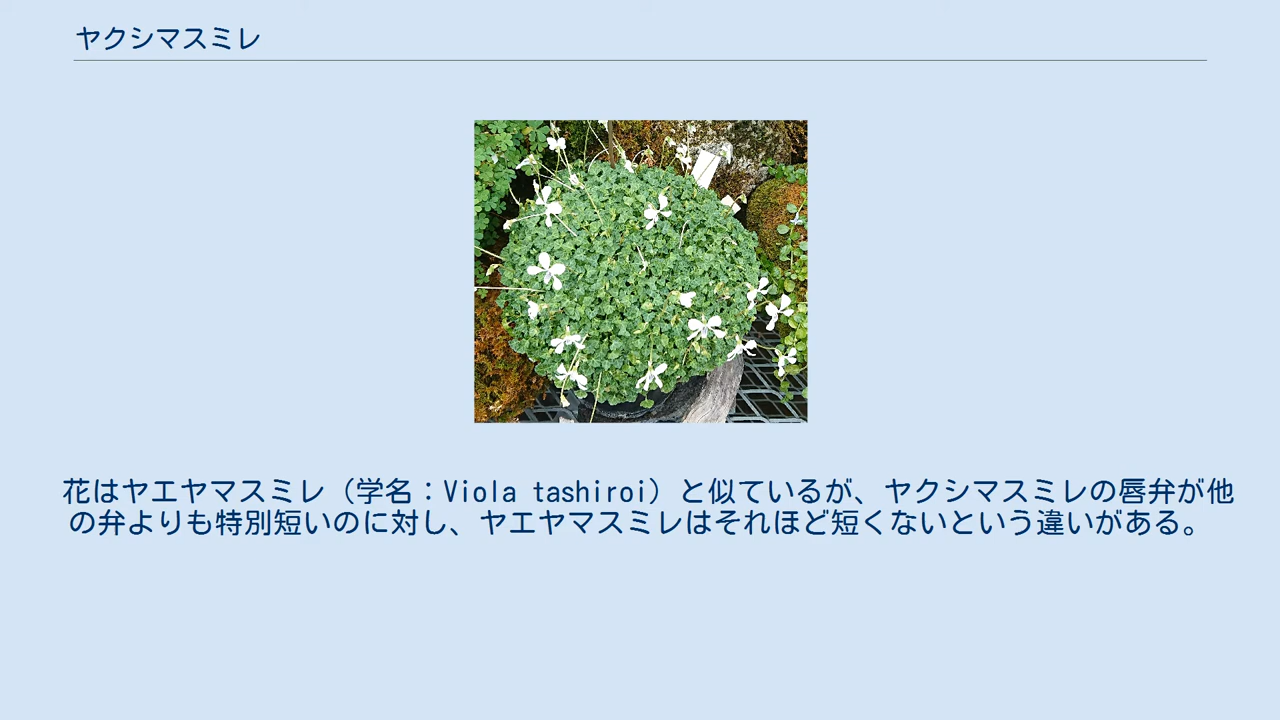 ヤクシマスミレ
花はヤエヤマスミレ（学名：Viola tashiroi）と似ているが、ヤクシマスミレの唇弁が他
の弁よりも特別短いのに対し、ヤエヤマスミレはそれほど短くないという違いがある。